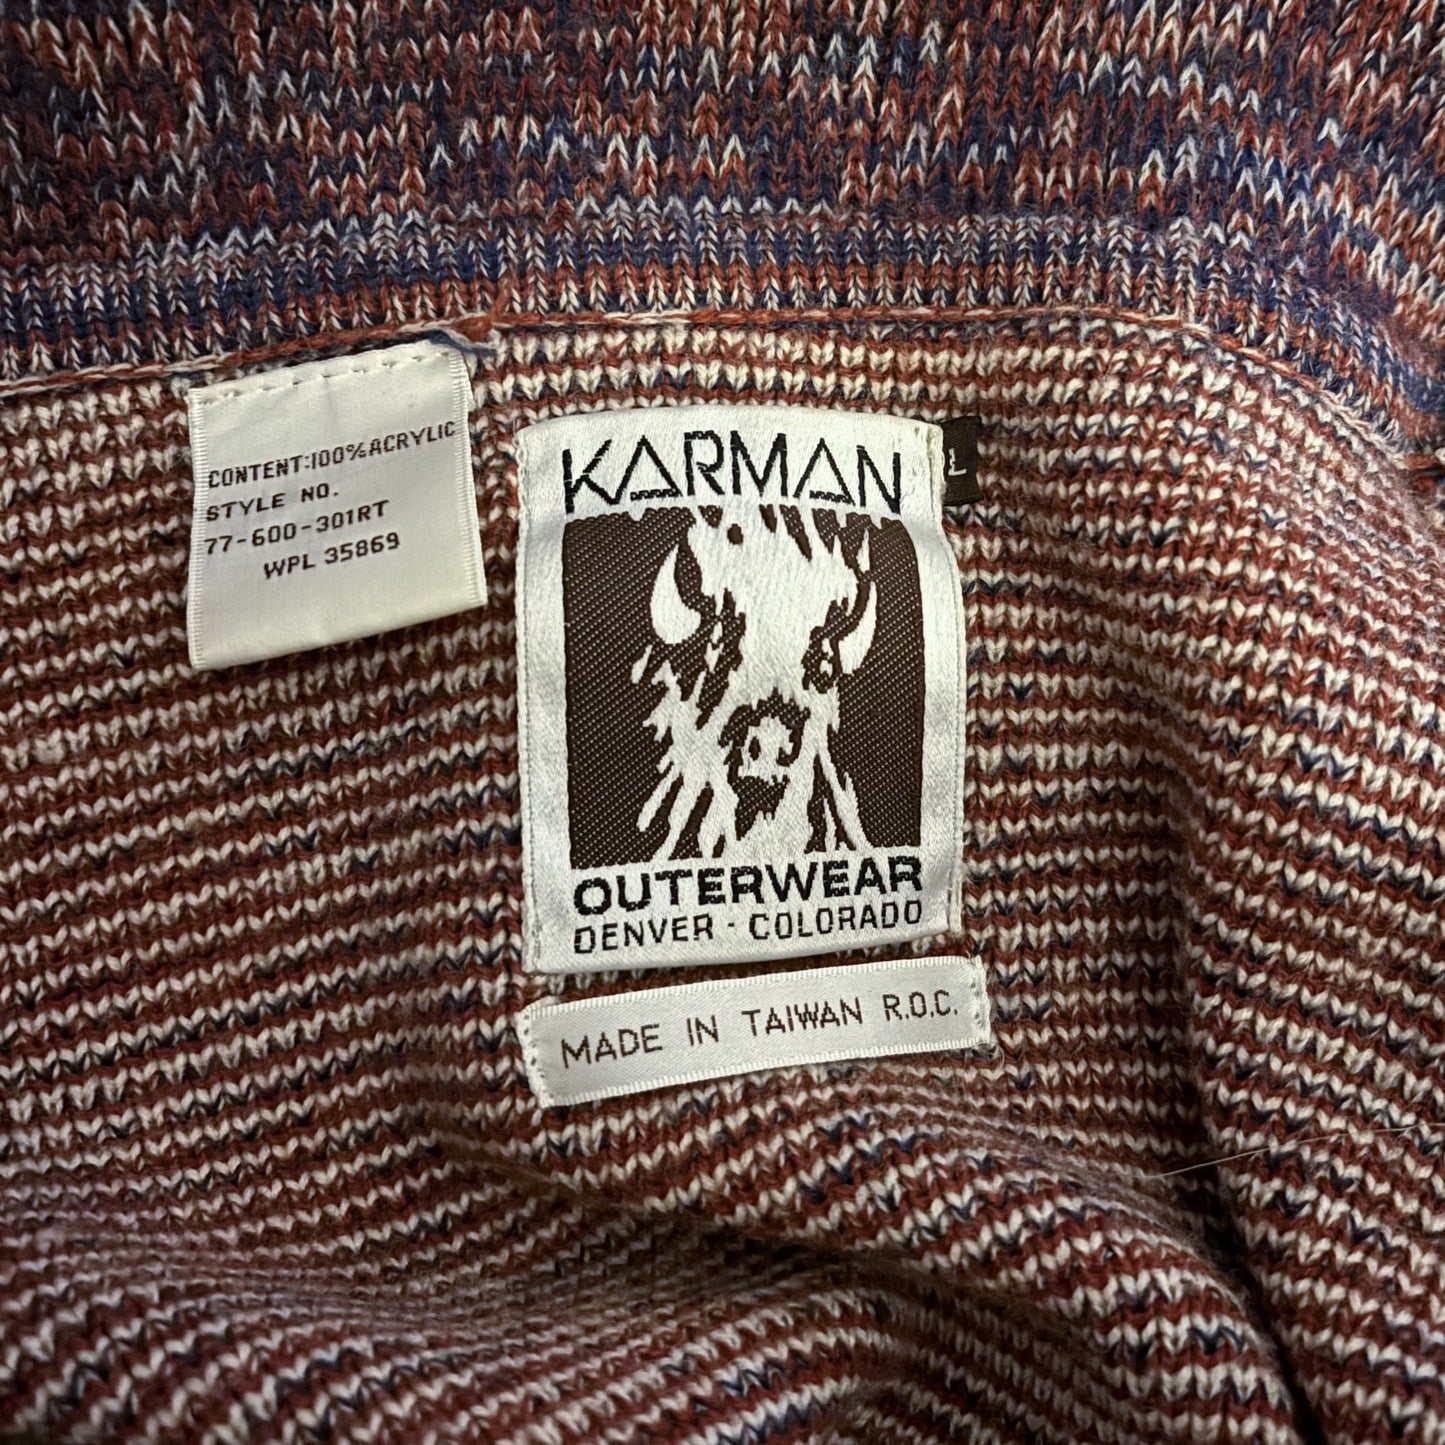 CONTENT:100%ACRYLIC
STYLE NO.
77-600-301RT
WPL 35869
KARMAN
L
OUTERWEAR
DENVER - COLORADO
MADE IN TAIWAN R.O.C.